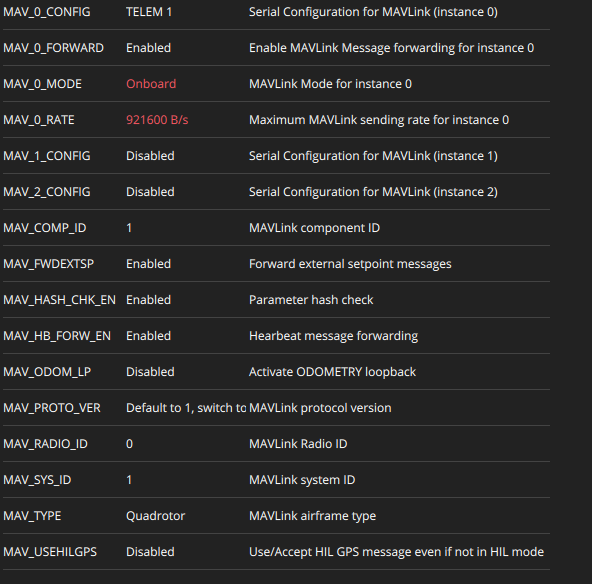 MAV_0_CONFIG TELEM 1 Serial Configuration for MAVLink (instance 0)
MAV_0_FORWARD Enabled Enable MAVLink Message forwarding for instance 0
MAV_0_MODE Onboard MAVLink Mode for instance 0
MAV_0_RATE 921600 B/s Maximum MAVLink sending rate for instance 0
MAV_1_CONFIG Disabled Serial Configuration for MAVLink (instance 1)
MAV_2_CONFIG Disabled Serial Configuration for MAVLink (instance 2)
MAV_COMP_ID 1 MAVLink component ID
MAV_FWDEXTSP Enabled Forward external setpoint messages
MAV_HASH_CHK_EN Enabled Parameter hash check
MAV_HB_FORW_EN Enabled Hearbeat message forwarding
MAV_ODOM_LP Disabled Activate ODOMETRY loopback
MAV_PROTO_VER Default to 1, switch to MAVLink protocol version
MAV_RADIO_ID 0 MAVLink Radio ID
MAV_SYS_ID 1 MAVLink system ID
MAV_TYPE Quadrotor MAVLink airframe type
MAV_USEHILGPS Disabled Use/Accept HIL GPS message even if not in HIL mode